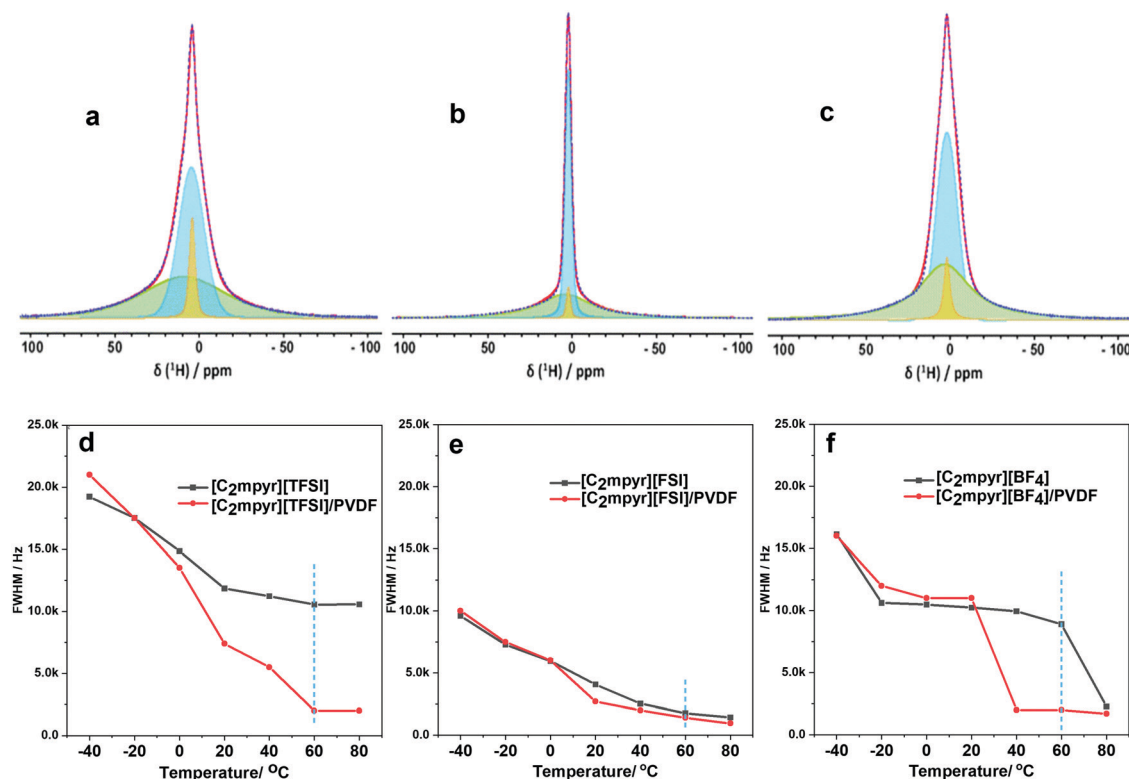 a
b
c
100 50 0 - 50 - 100
100 50 0 - 50 - 100
100 50 0 - 50 - 100
δ (¹H) / ppm
δ (¹H) / ppm
δ (¹H) / ppm
d
[C₂mpyr][TFSI]
[C₂mpyr][TFSI]/PVDF
25.0k
20.0k
15.0k
10.0k
5.0k
0.0
FWHM / Hz
-40 -20 0 20 40 60 80
Temperature/ ⁰C
e
[C₂mpyr][FSI]
[C₂mpyr][FSI]/PVDF
25.0k
20.0k
15.0k
10.0k
5.0k
0.0
FWHM / Hz
-40 -20 0 20 40 60 80
Temperature/ ⁰C
f
[C₂mpyr][BF₄]
[C₂mpyr][BF₄]/PVDF
25.0k
20.0k
15.0k
10.0k
5.0k
0.0
FWHM / Hz
-40 -20 0 20 40 60 80
Temperature/ ⁰C